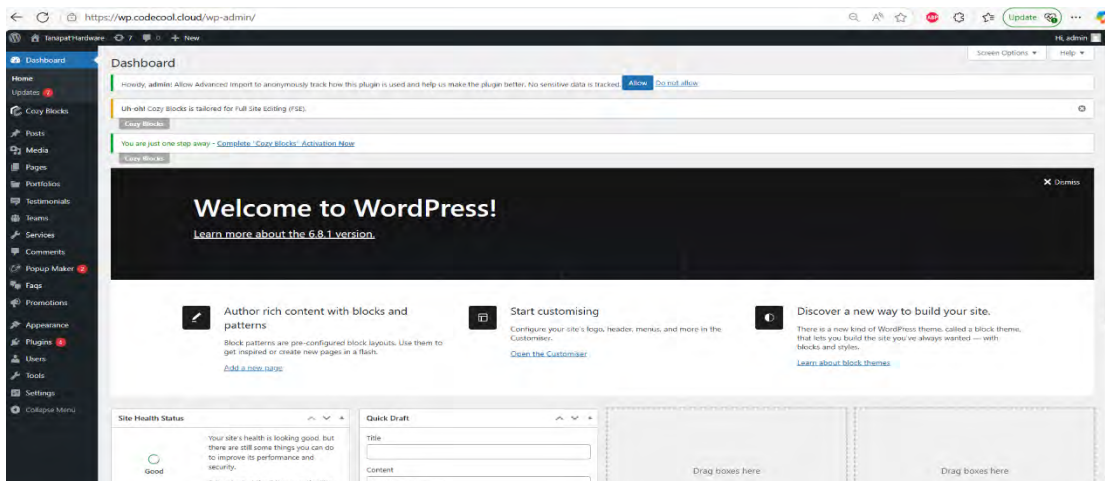 https://wp.codecool.cloud/wp-admin/
Update
Tanapat Hardware
7
0
New
Hi, admin
Dashboard
Home
Updates
Cozy Blocks
Posts
Media
Pages
Portfolios
Testimonials
Teams
Services
Comments
Popup Maker 2
Faqs
Promotions
Appearance
Plugins
Users
Tools
Settings
Collapse Menu
Screen Options
Help
Dashboard
Howdy, admin: Allow Advanced Import to anonymously track how this plugin is used and help us make the plugin better. No sensitive data is tracked. Allow Do not allow
Uh-oh! Cozy Blocks is tailored for Full Site Editing (FSE).
Cozy Blocks
You are just one step away - Complete "Cozy Blocks" Activation Now
Cozy Blocks
Dismiss
Welcome to WordPress!
Learn more about the 6.8.1 version.
Author rich content with blocks and
patterns
Block patterns are pre-configured block layouts. Use them to
get inspired or create new pages in a flash.
Add a new page
Start customising
Configure your site's logo, header, menus, and more in the
Customiser.
Open the Customiser
Discover a new way to build your site.
There is a new kind of WordPress theme, called a block theme,
that lets you build the site you've always wanted — with
blocks and styles.
Learn about block themes
Site Health Status
Good
Your site's health is looking good, but
there are still some things you can do
to improve its performance and
security.
Quick Draft
Title
Content
Drag boxes here
Drag boxes here